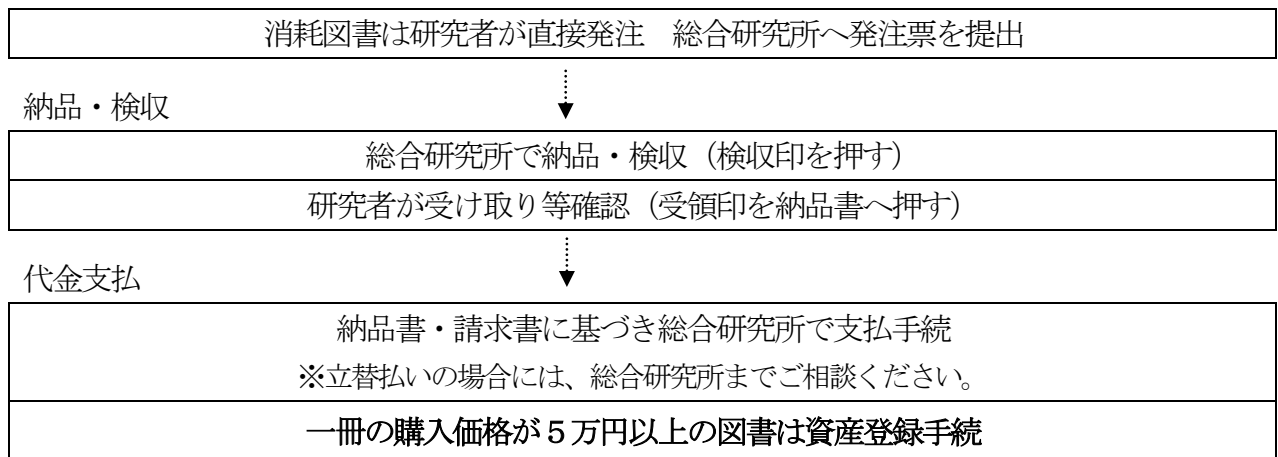 消耗図書は研究者が直接発注　総合研究所へ発注票を提出
納品・検収
総合研究所で納品・検収（検収印を押す）
研究者が受け取り等確認（受領印を納品書へ押す）
代金支払
納品書・請求書に基づき総合研究所で支払手続
※立替払いの場合には、総合研究所までご相談ください。
一冊の購入価格が５万円以上の図書は資産登録手続